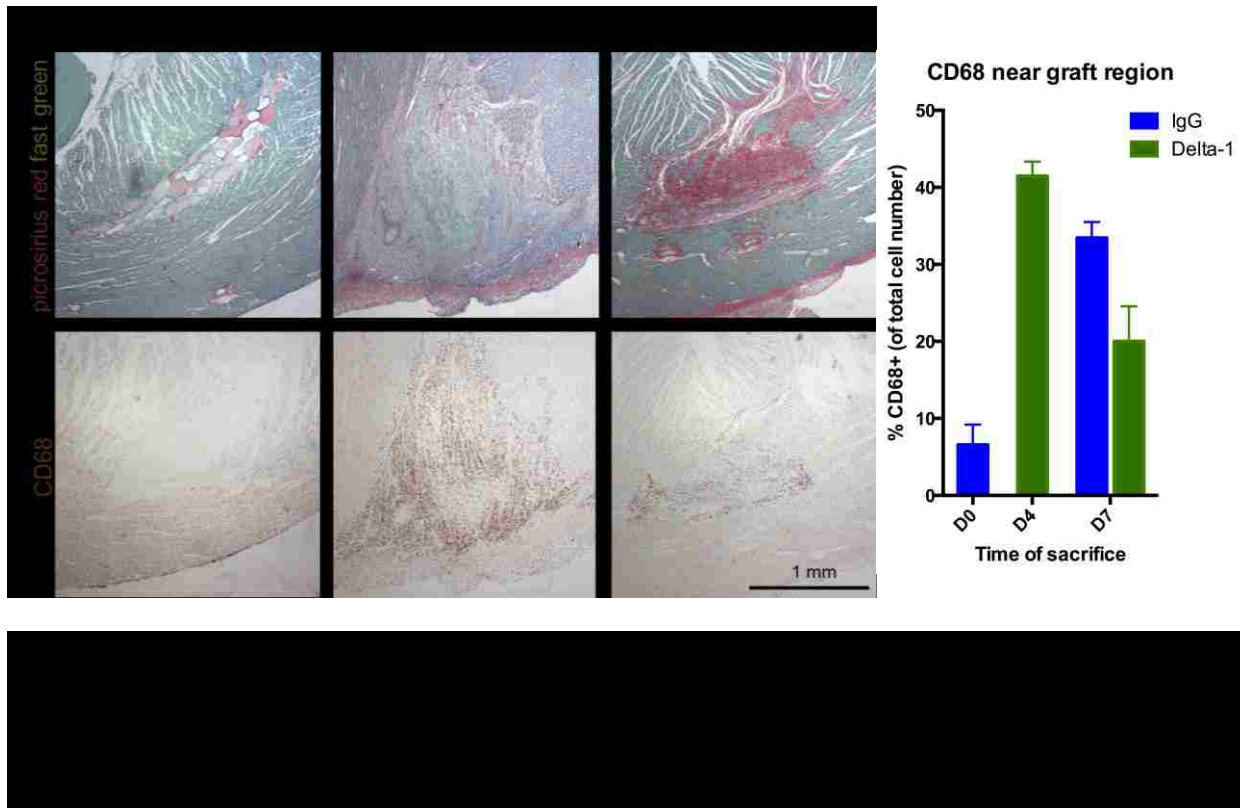 picrosirius red fast green
CD68
1 mm
CD68 near graft region
IgG
Delta-1
% CD68+ (of total cell number)
50
40
30
20
10
0
D0
D4
D7
Time of sacrifice